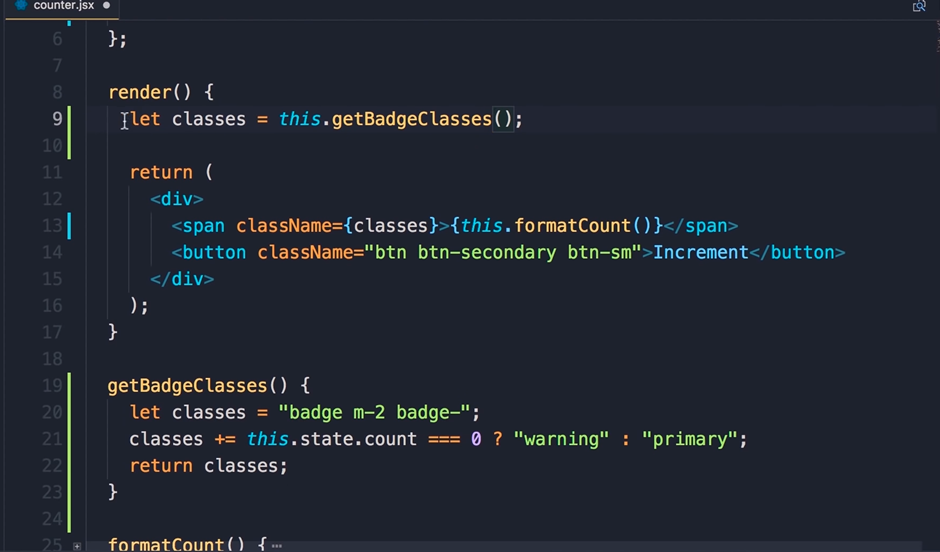 counter.jsx
6 };
7
8 render() {
9 let classes = this.getBadgeClasses();
10
11 return (
12 <div>
13 <span className={classes}>{this.formatCount()}</span>
14 <button className="btn btn-secondary btn-sm">Increment</button>
15 </div>
16 );
17 }
18
19 getBadgeClasses() {
20 let classes = "badge m-2 badge-";
21 classes += this.state.count === 0 ? "warning" : "primary";
22 return classes;
23 }
24
25 formatCount() {